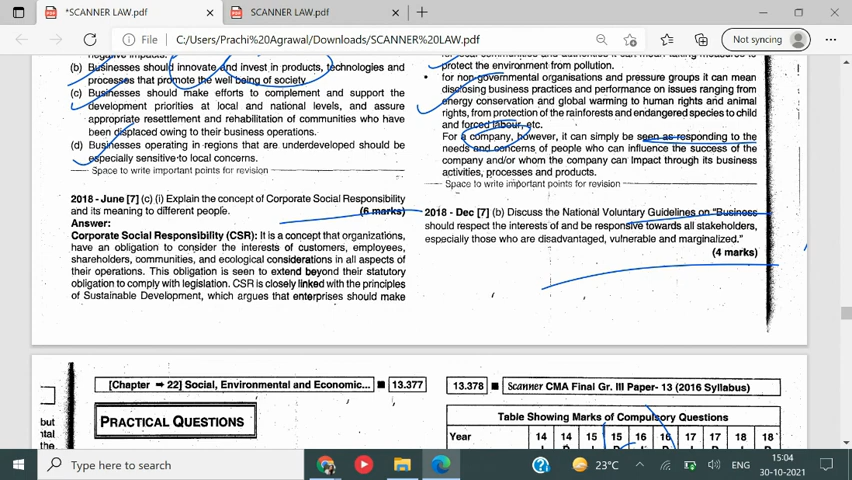 *SCANNER LAW.pdf
SCANNER LAW.pdf
File
C:/Users/Prachi%20Agrawal/Downloads/SCANNER%20LAW.pdf
Not syncing
negative impacts.
(b) Businesses should innovate and invest in products, technologies and
processes that promote the well being of society.
(c) Businesses should make efforts to complement and support the
development priorities at local and national levels, and assure
appropriate resettlement and rehabilitation of communities who have
been displaced owing to their business operations.
(d) Businesses operating in regions that are underdeveloped should be
especially sensitive to local concerns.
Space to write important points for revision
2018 - June [7] (c) (i) Explain the concept of Corporate Social Responsibility
and its meaning to different people.
(6 marks)
Answer:
Corporate Social Responsibility (CSR): It is a concept that organizations,
have an obligation to consider the interests of customers, employees,
shareholders, communities, and ecological considerations in all aspects of
their operations. This obligation is seen to extend beyond their statutory
obligation to comply with legislation. CSR is closely linked with the principles
of Sustainable Development, which argues that enterprises should make
for local communities and authorities it can mean taking measures to
protect the environment from pollution.
• for non-governmental organisations and pressure groups it can mean
disclosing business practices and performance on issues ranging from
energy conservation and global warming to human rights and animal
rights, from protection of the rainforests and endangered species to child
and forced labour, etc.
For a company, however, it can simply be seen as responding to the
needs and concerns of people who can influence the success of the
company and/or whom the company can Impact through its business
activities, processes and products.
Space to write important points for revision
2018 - Dec [7] (b) Discuss the National Voluntary Guidelines on "Business
should respect the interests of and be responsive towards all stakeholders,
especially those who are disadvantaged, vulnerable and marginalized."
(4 marks)
[Chapter ➞ 22] Social, Environmental and Economic... ■ 13.377
but
ntal
the
PRACTICAL QUESTIONS
13.378 ■ Scanner CMA Final Gr. III Paper- 13 (2016 Syllabus)
Table Showing Marks of Compulsory Questions
Year 14 14 15 15 16 16 17 17 18 18
Type here to search
23°C
ENG
15:04
30-10-2021